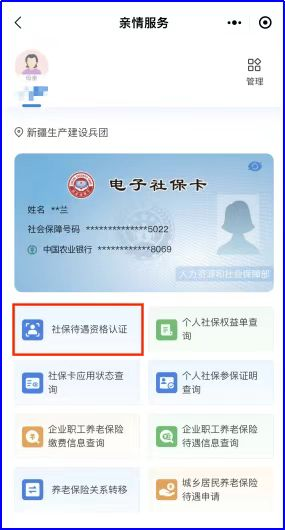 亲情服务
母亲
管理
新疆生产建设兵团
电子社保卡
姓名 **兰
社会保障号码 **************5022
中国农业银行 ************8069
人力资源和社会保障部
社保待遇资格认证
个人社保权益单查
询
社保卡应用状态查
询
个人社保参保证明
查询
企业职工养老保险
缴费信息查询
企业职工养老保险
待遇信息查询
养老保险关系转移
城乡居民养老保险
待遇申请